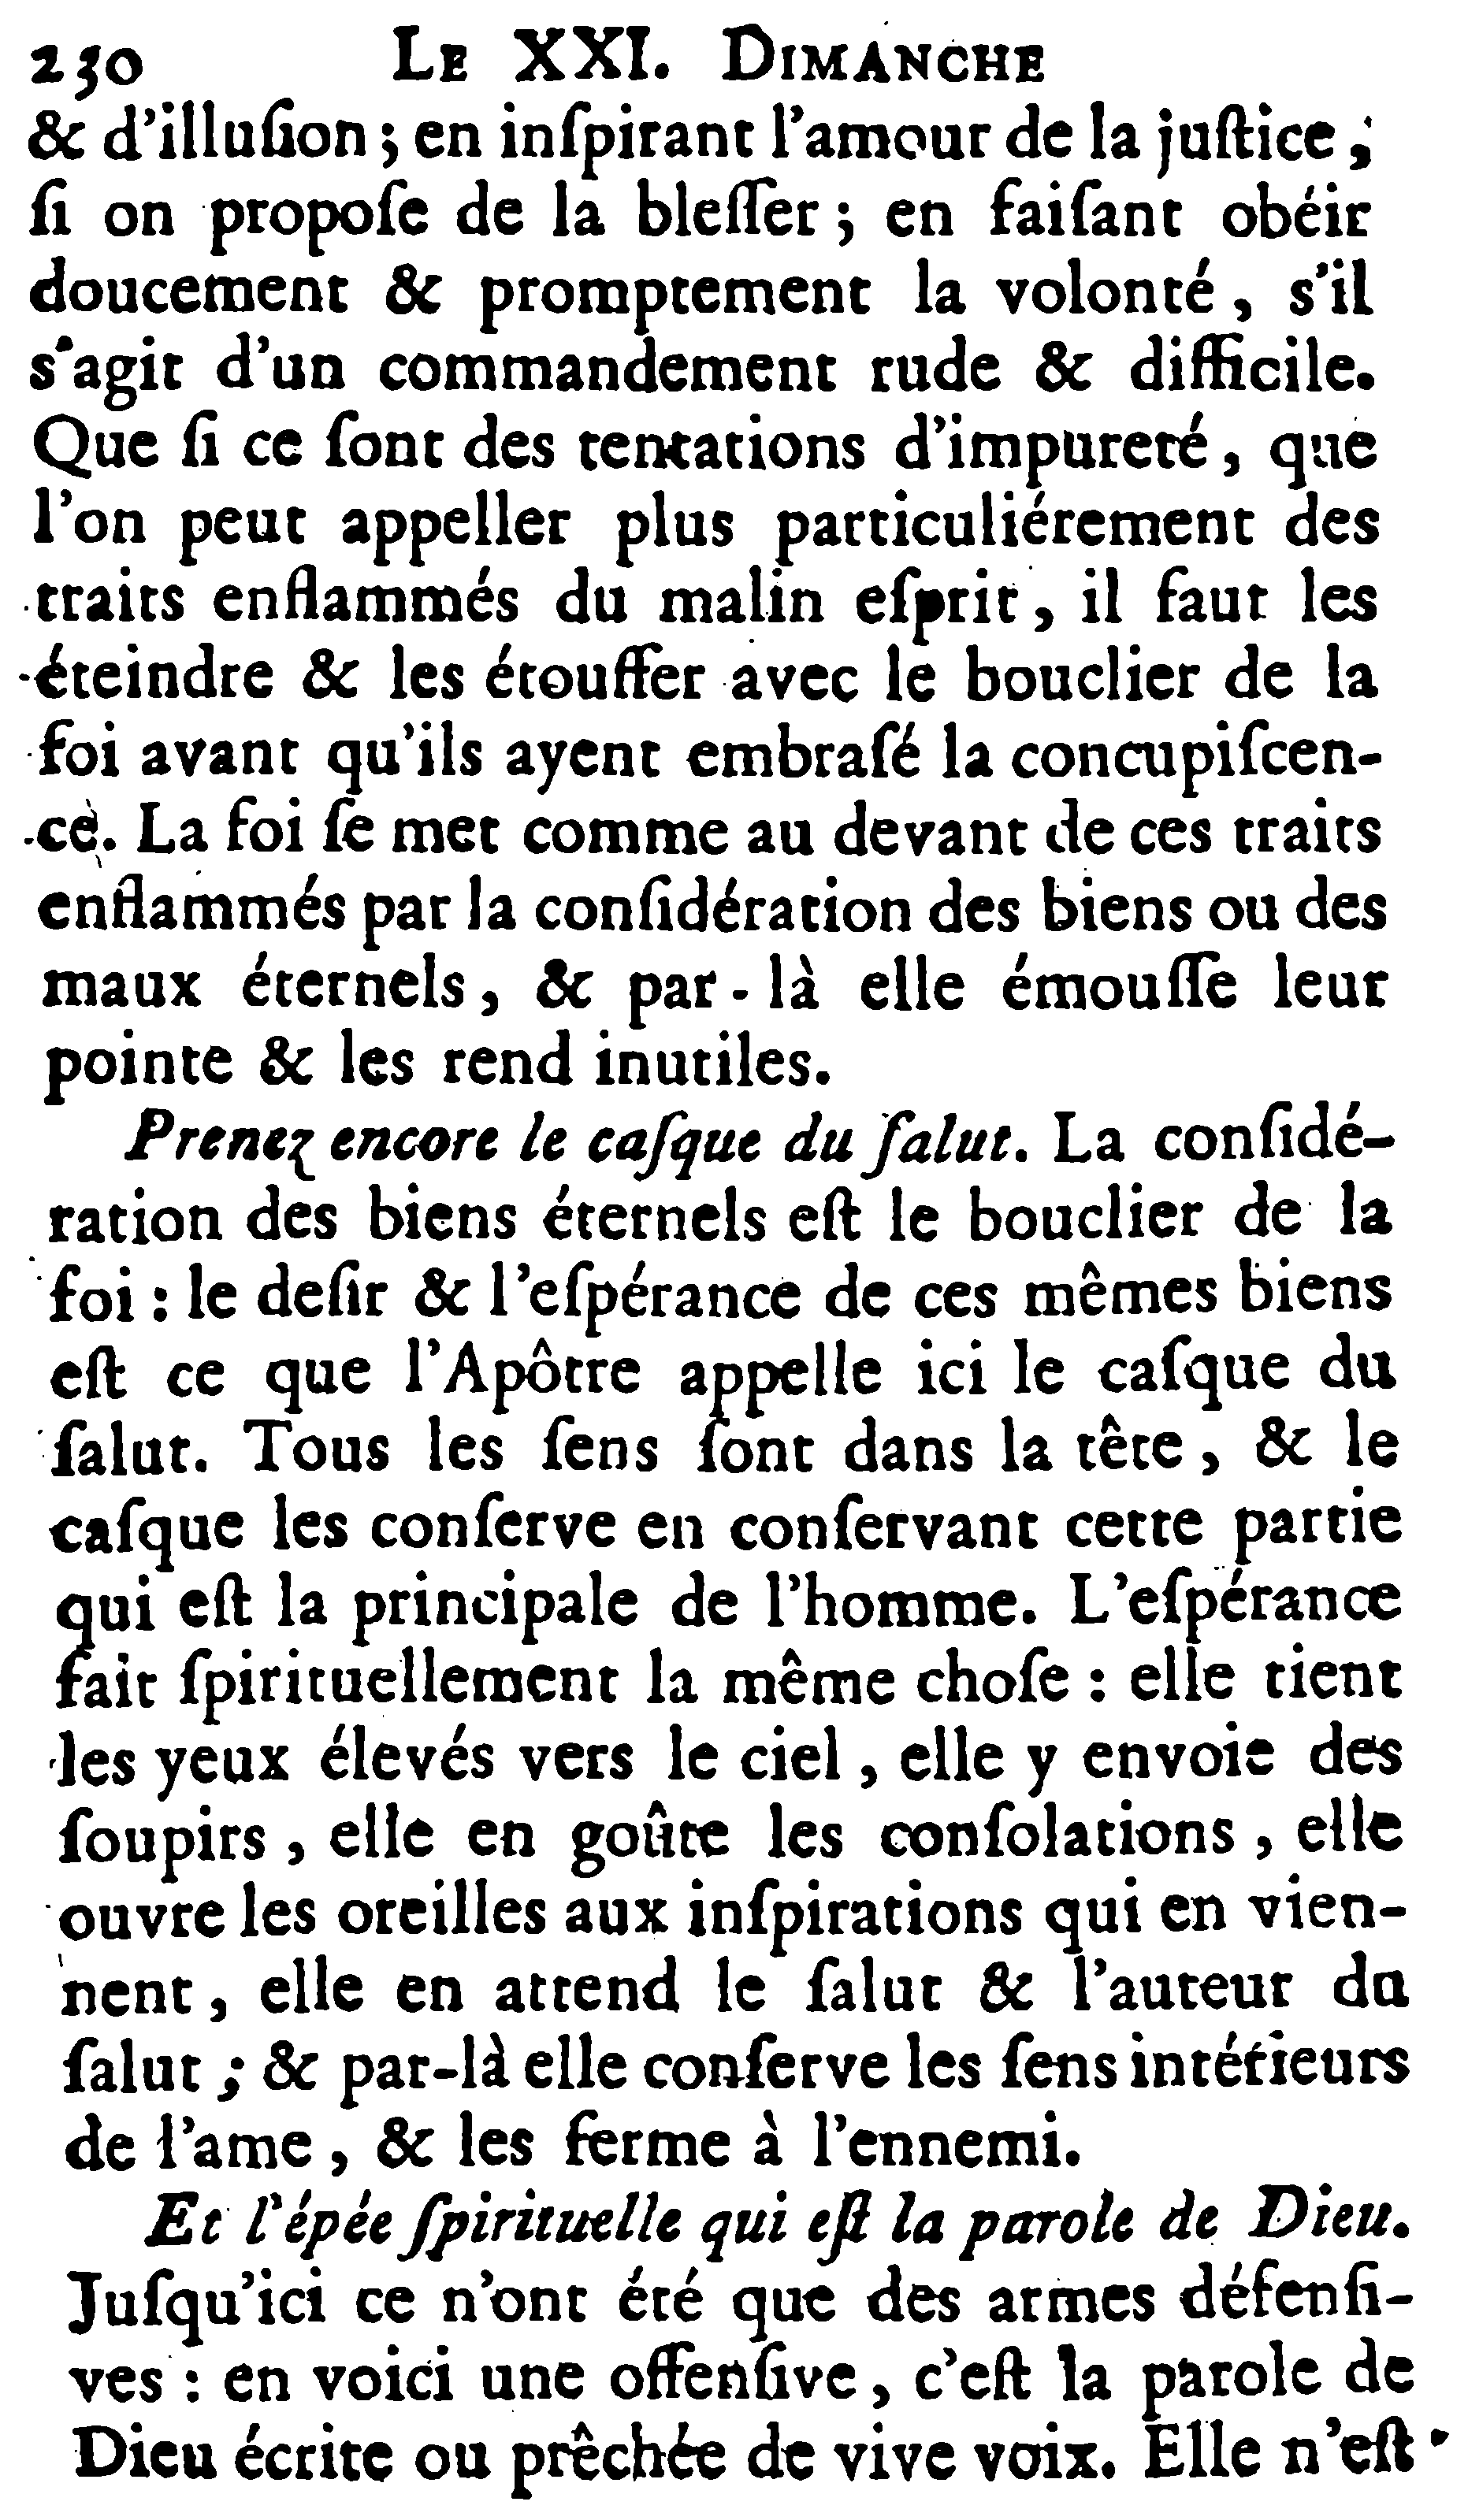 230 LE XXI. DIMANCHE
& d'illuſion ; en inſpirant l'amour de la juſtice ;
ſi on propoſe de la bleſſer ; en faiſant obéir
doucement & promptement la volonté, s'il
s'agit d'un commandement rude & difficile.
Que ſi ce ſont des tentations d'impureté, que
l'on peut appeller plus particuliérement des
traits enflammés du malin eſprit, il faut les
éteindre & les étouffer avec le bouclier de la
foi avant qu'ils ayent embraſé la concupiſcen-
ce. La foi ſe met comme au devant de ces traits
enflammés par la conſidération des biens ou des
maux éternels, & par-là elle émouſſe leur
pointe & les rend inutiles.
Prenez encore le caſque du ſalut. La conſidé-
ration des biens éternels eſt le bouclier de la
foi : le deſir & l'eſpérance de ces mêmes biens
eſt ce que l'Apôtre appelle ici le caſque du
ſalut. Tous les ſens ſont dans la tête, & le
caſque les conſerve en conſervant cette partie
qui eſt la principale de l'homme. L'eſpérance
fait ſpirituellement la même choſe : elle tient
les yeux élevés vers le ciel, elle y envoie des
ſoupirs, elle en goûte les conſolations, elle
ouvre les oreilles aux inſpirations qui en vien-
nent, elle en attend le ſalut & l'auteur du
ſalut ; & par-là elle conſerve les ſens intérieurs
de l'ame, & les ferme à l'ennemi.
Et l'épée ſpirituelle qui eſt la parole de Dieu.
Juſqu'ici ce n'ont été que des armes défenſi-
ves : en voici une offenſive, c'eſt la parole de
Dieu écrite ou prêchée de vive voix. Elle n'eſt